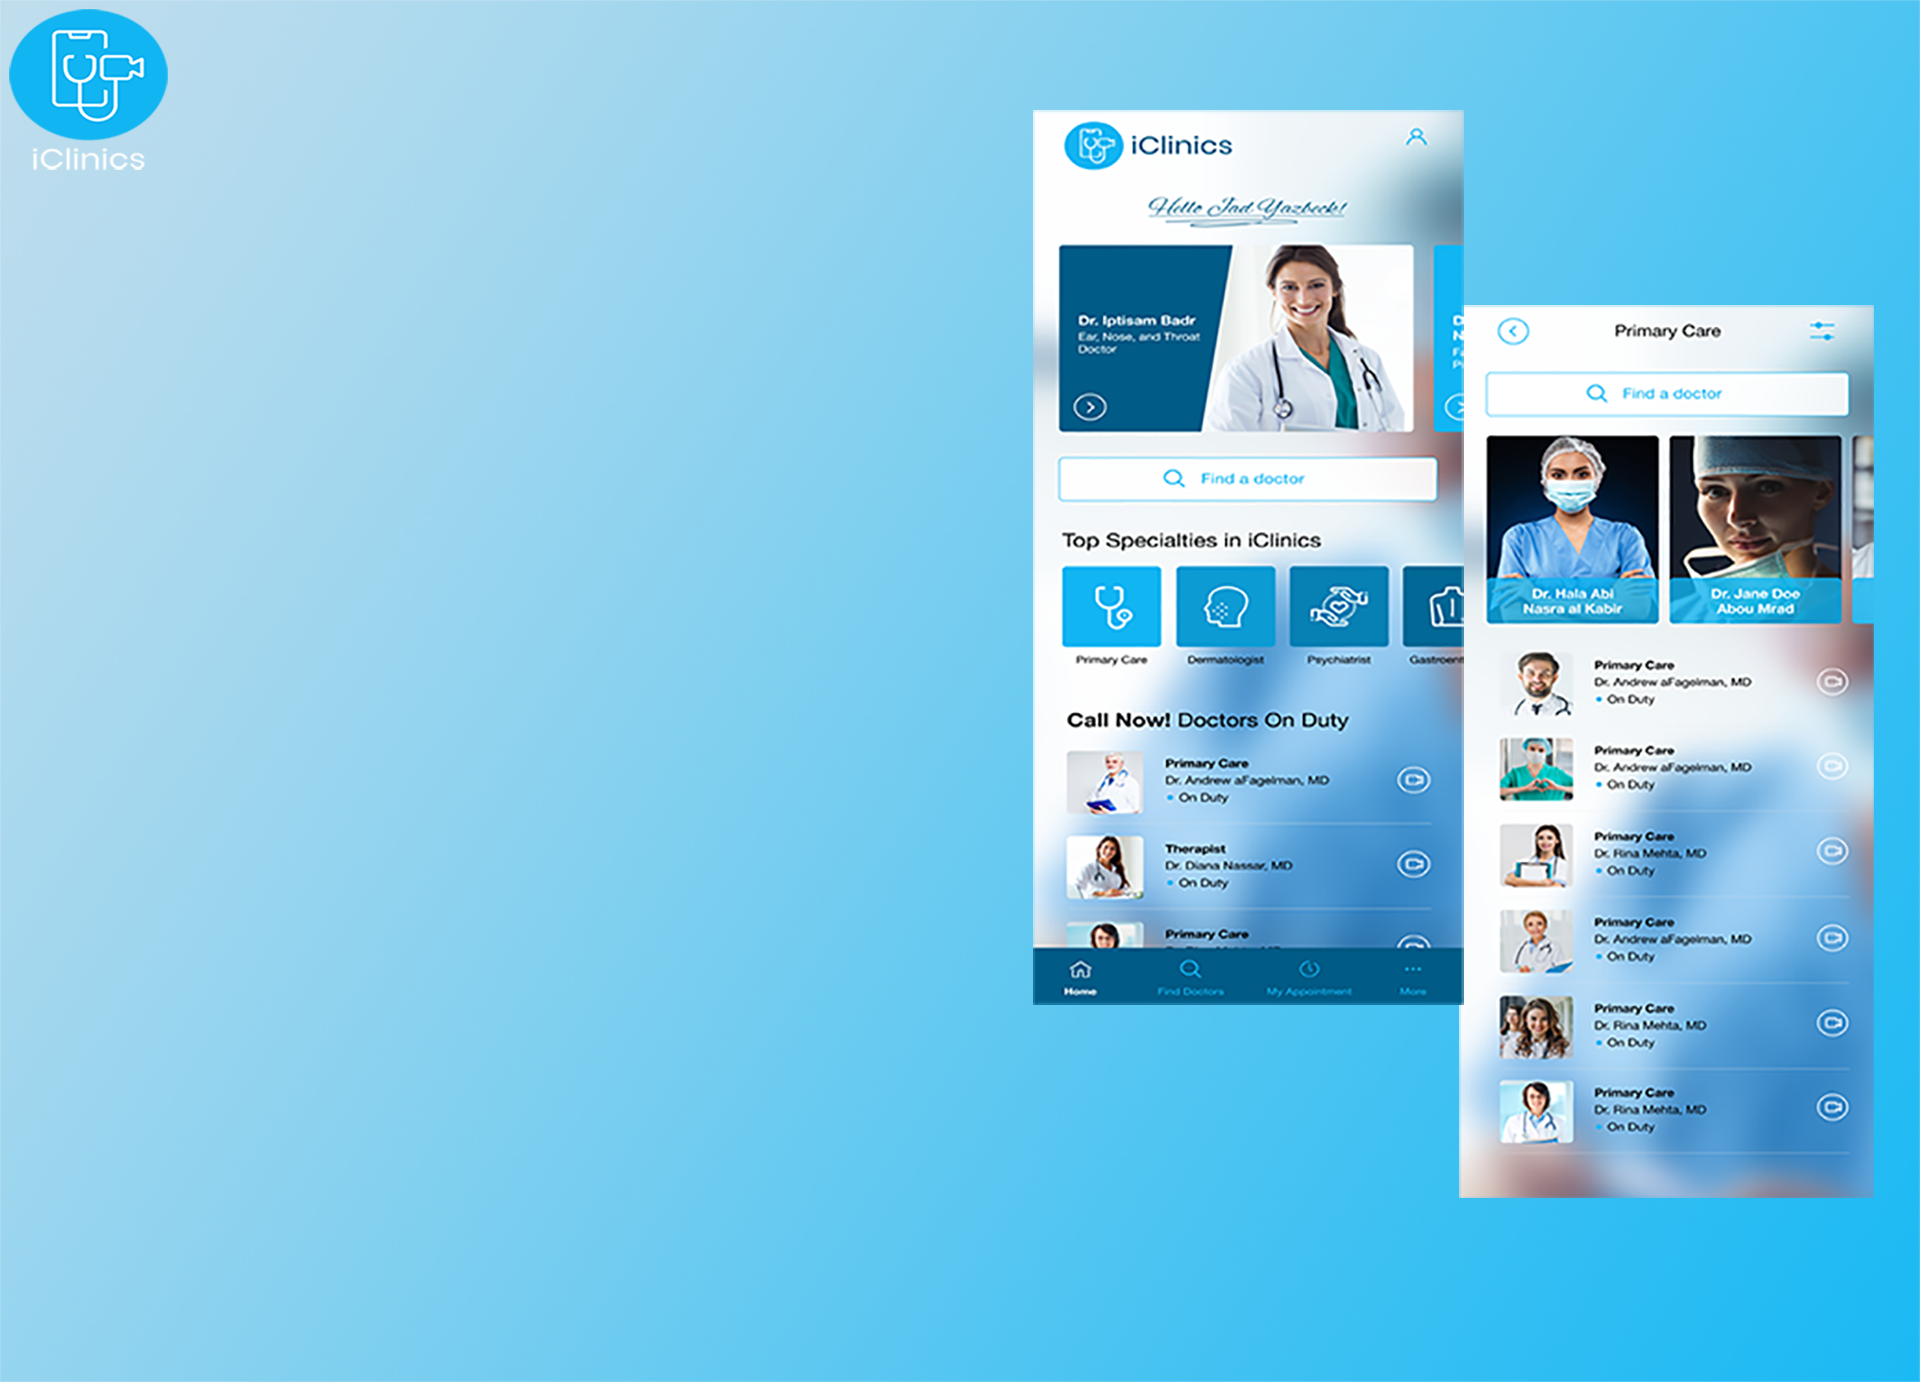 iClinics
iClinics
Hello Jad Yazbeck!
Dr. Iptisam Badr
Ear, Nose, and Throat
Doctor
D
N
Fa
P
Find a doctor
Top Specialties in iClinics
Primary Care
Dermatologist
Psychiatrist
Gastroent
Call Now! Doctors On Duty
Primary Care
Dr. Andrew aFagelman, MD
On Duty
Therapist
Dr. Diana Nassar, MD
On Duty
Primary Care
Home
Find Doctors
My Appointment
More
Primary Care
Find a doctor
Dr. Hala Abi
Nasra al Kabir
Dr. Jane Doe
Abou Mrad
Primary Care
Dr. Andrew aFagelman, MD
On Duty
Primary Care
Dr. Andrew aFagelman, MD
On Duty
Primary Care
Dr. Rina Mehta, MD
On Duty
Primary Care
Dr. Andrew aFagelman, MD
On Duty
Primary Care
Dr. Rina Mehta, MD
On Duty
Primary Care
Dr. Rina Mehta, MD
On Duty